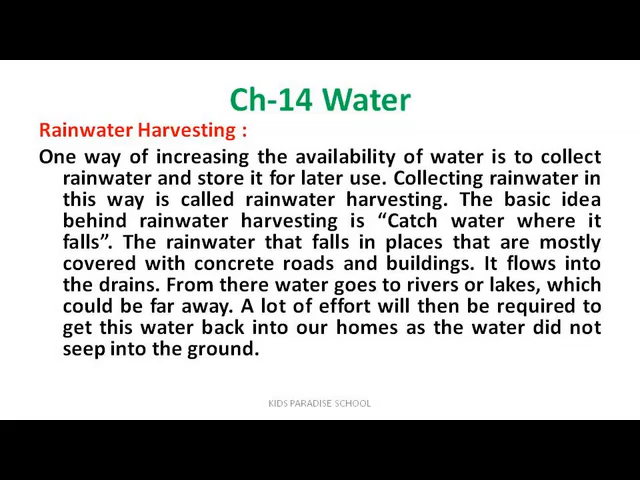 Ch-14 Water
Rainwater Harvesting :
One way of increasing the availability of water is to collect
rainwater and store it for later use. Collecting rainwater in
this way is called rainwater harvesting. The basic idea
behind rainwater harvesting is “Catch water where it
falls”. The rainwater that falls in places that are mostly
covered with concrete roads and buildings. It flows into
the drains. From there water goes to rivers or lakes, which
could be far away. A lot of effort will then be required to
get this water back into our homes as the water did not
seep into the ground.
KIDS PARADISE SCHOOL